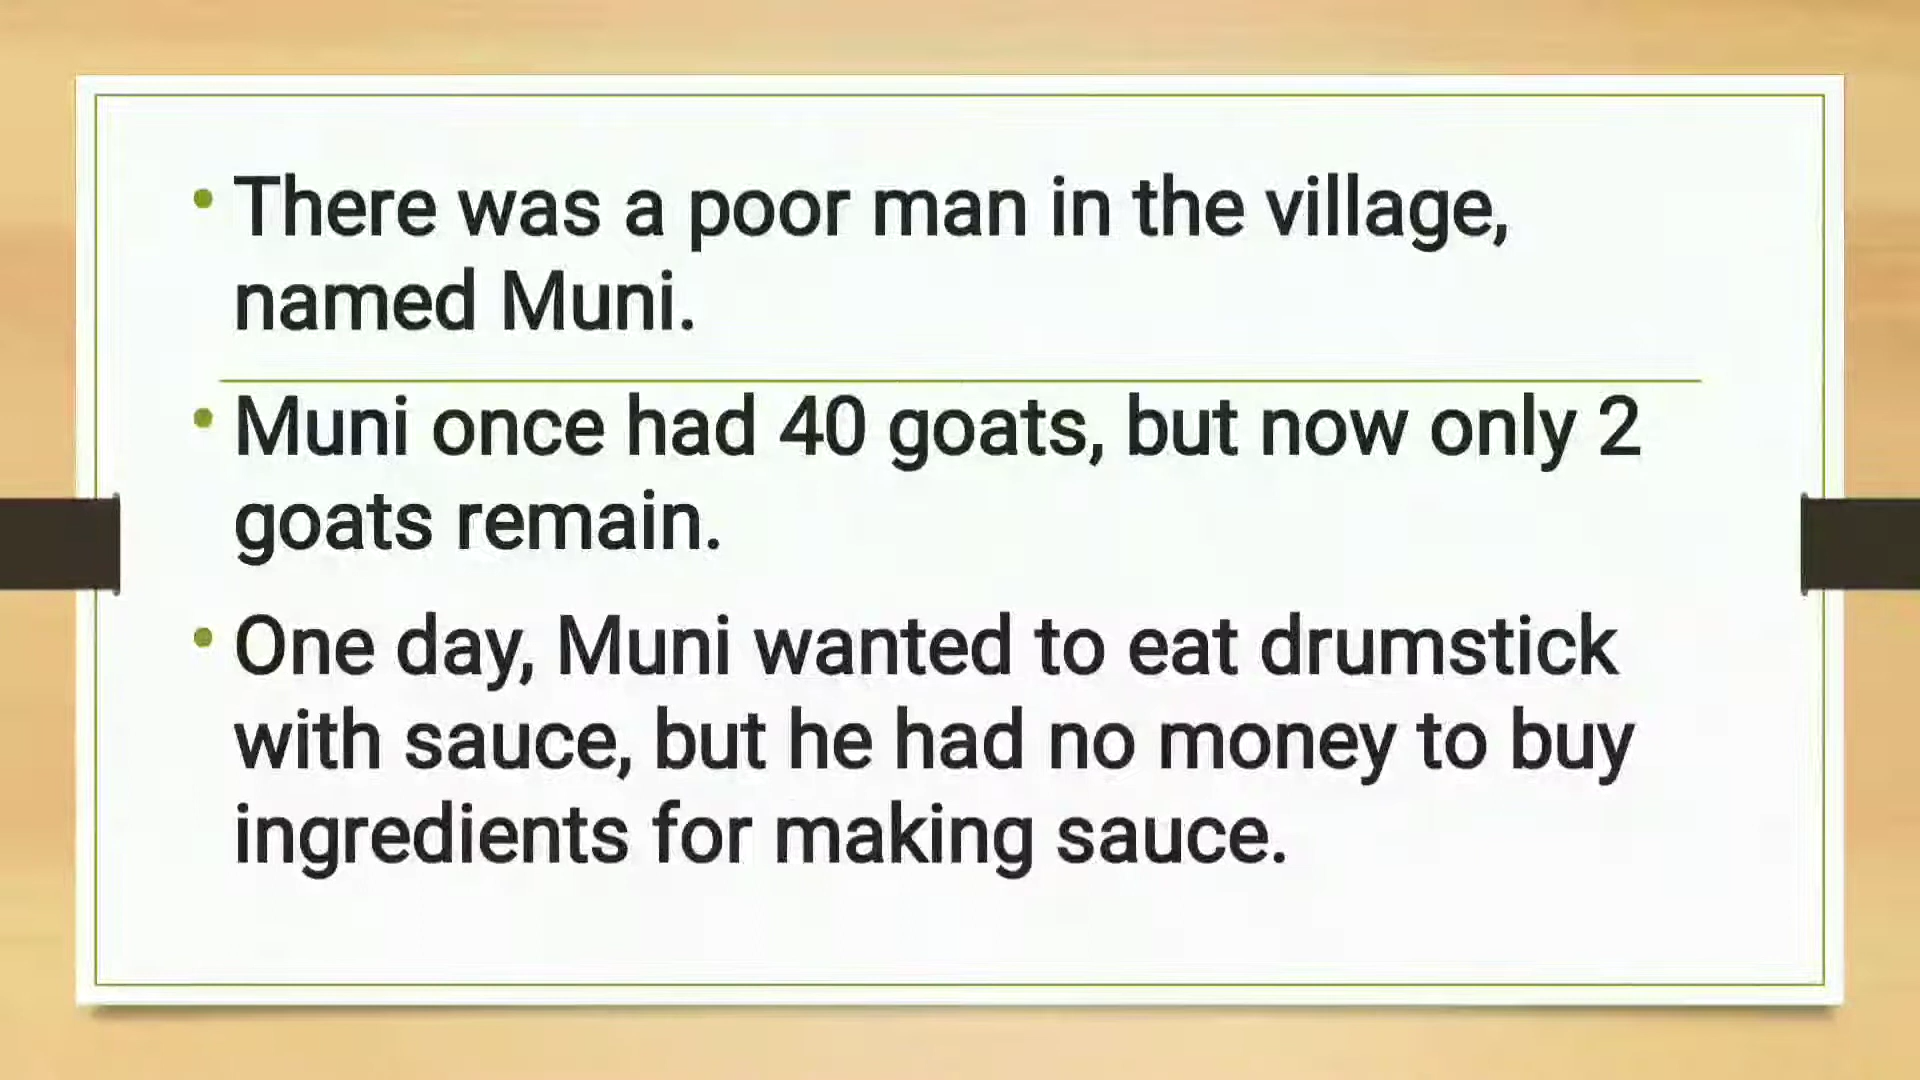 • There was a poor man in the village,
named Muni.
• Muni once had 40 goats, but now only 2
goats remain.
• One day, Muni wanted to eat drumstick
with sauce, but he had no money to buy
ingredients for making sauce.